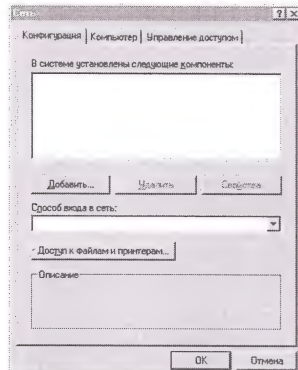 Сеть
Конфигурация Компьютер Управление доступом
В системе установлены следующие компоненты:
Добавить... Удалить Свойства
Способ входа в сеть:
Доступ к файлам и принтерам...
Описание
OK Отмена